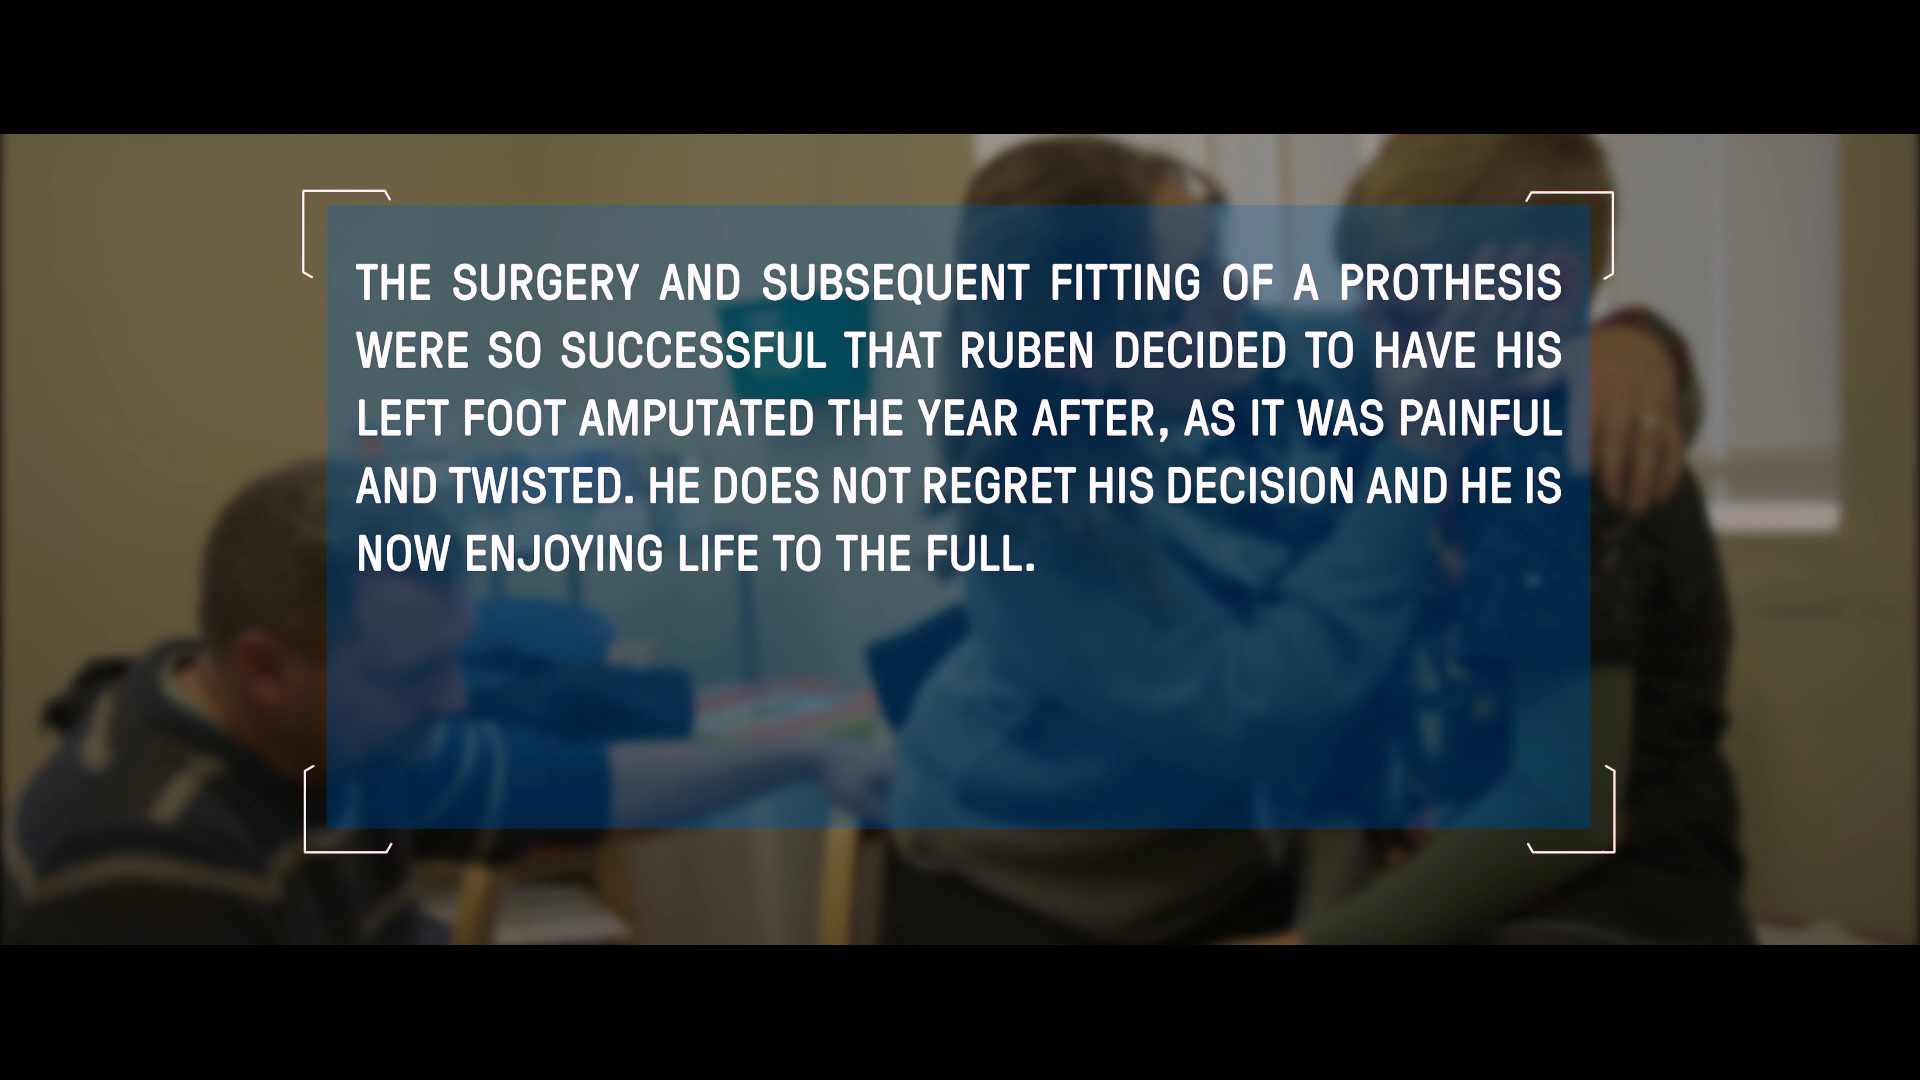 THE SURGERY AND SUBSEQUENT FITTING OF A PROTHESIS
WERE SO SUCCESSFUL THAT RUBEN DECIDED TO HAVE HIS
LEFT FOOT AMPUTATED THE YEAR AFTER, AS IT WAS PAINFUL
AND TWISTED. HE DOES NOT REGRET HIS DECISION AND HE IS
NOW ENJOYING LIFE TO THE FULL.